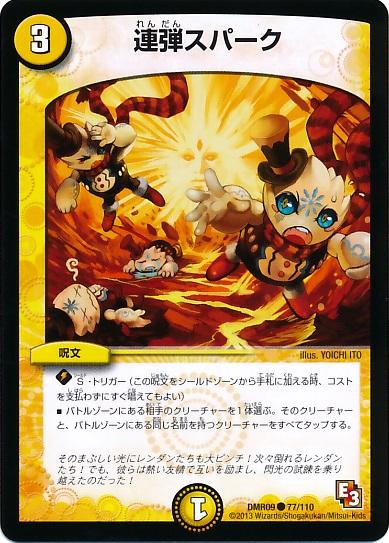 3
れんだん
連弾スパーク
illus. YOICHI ITO
呪文
S・トリガー(この呪文をシールドゾーンから手札に加える時、コスト
を支払わずにすぐ唱えてもよい)
■ バトルゾーンにある相手のクリーチャーを1体選ぶ。そのクリーチャー
と、バトルゾーンにある同じ名前を持つクリーチャーをすべてタップする。
そのまぶしい光にレンダンたちも大ピンチ!次々倒れるレンダン
たち!でも、彼らは熱い友情で互いを励まし、閃光の試練を乗り
越えたのだった!
1
DMR09 ● 77/110
©2013 Wizards/Shogakukan/Mitsui-Kids
E3